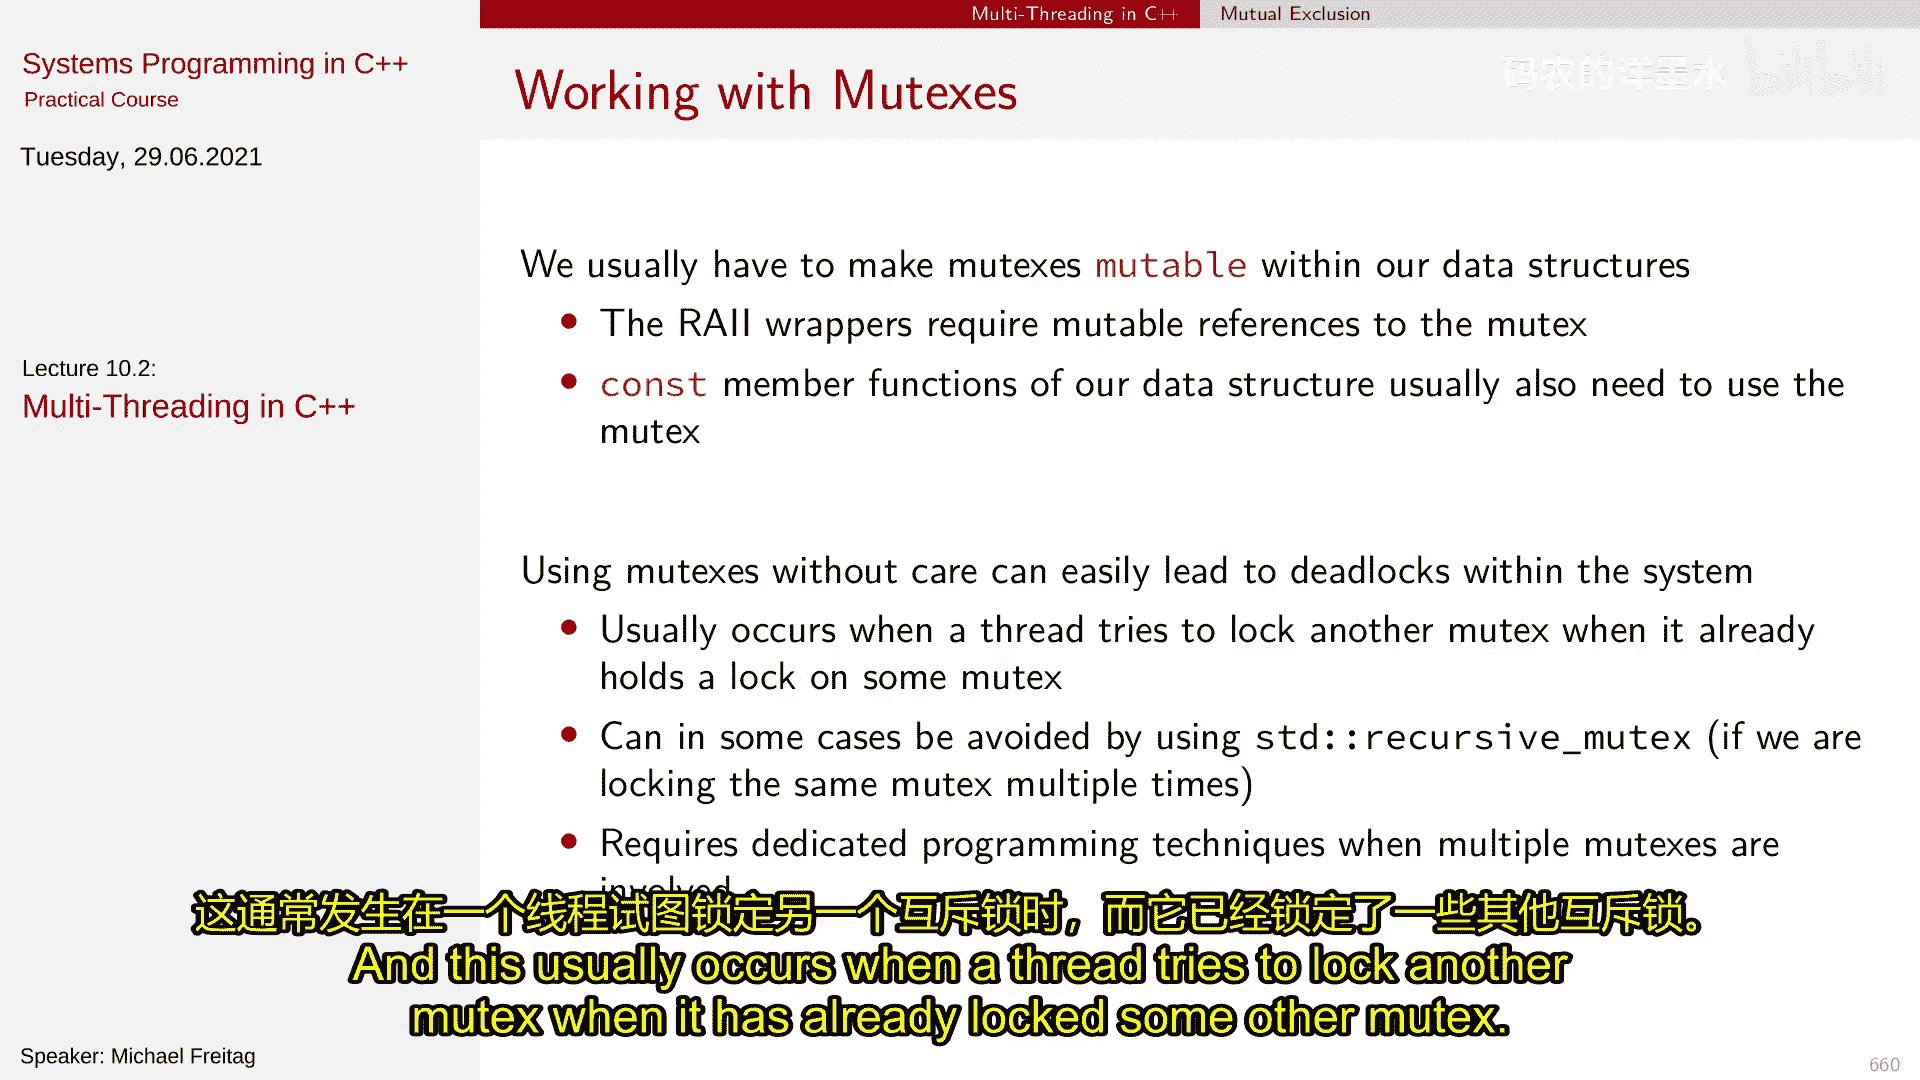 Multi-Threading in C++
Mutual Exclusion
Systems Programming in C++
Practical Course
Tuesday, 29.06.2021
Lecture 10.2:
Multi-Threading in C++
Speaker: Michael Freitag
Working with Mutexes
码农的洋墨水 bilibili
We usually have to make mutexes mutable within our data structures
• The RAII wrappers require mutable references to the mutex
• const member functions of our data structure usually also need to use the
mutex
Using mutexes without care can easily lead to deadlocks within the system
• Usually occurs when a thread tries to lock another mutex when it already
holds a lock on some mutex
• Can in some cases be avoided by using std::recursive_mutex (if we are
locking the same mutex multiple times)
• Requires dedicated programming techniques when multiple mutexes are
involved
这通常发生在一个线程试图锁定另一个互斥锁时，而它已经锁定了一些其他互斥锁。
And this usually occurs when a thread tries to lock another
mutex when it has already locked some other mutex.
660